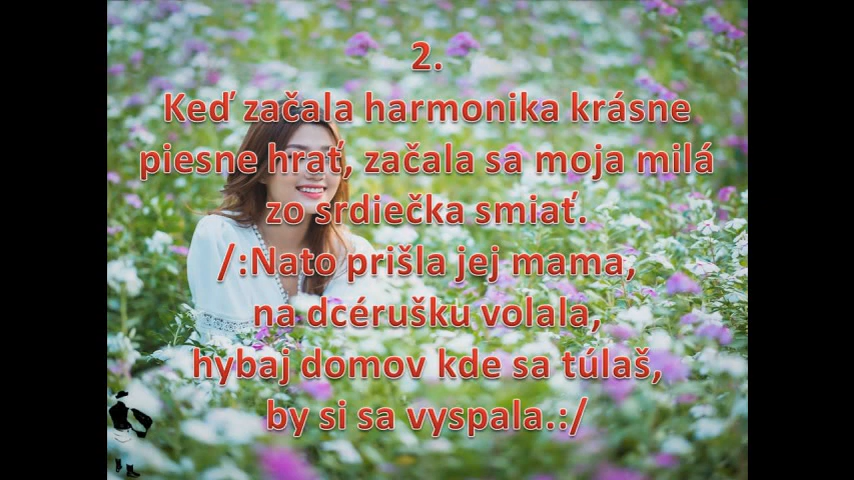 2.
Keď začala harmonika krásne
piesne hrať, začala sa moja milá
zo srdiečka smiať.
/:Nato prišla jej mama,
na dcérušku volala,
hybaj domov kde sa túlaš,
by si sa vyspala.:/